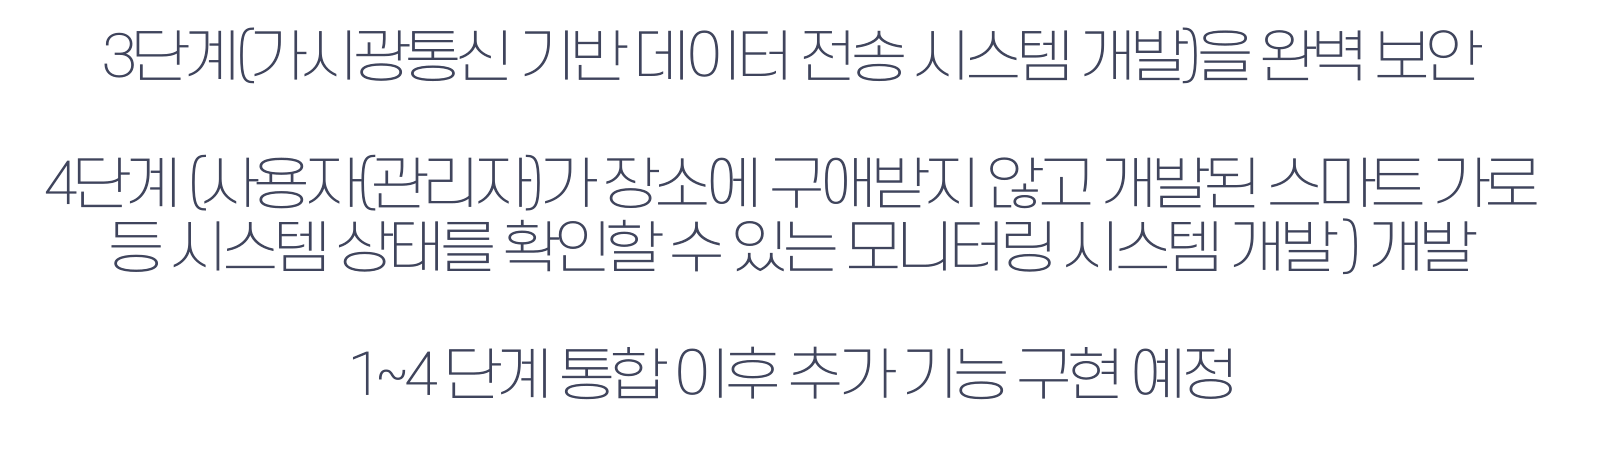 3단계(가시광통신 기반 데이터 전송 시스템 개발)을 완벽 보안
4단계 (사용자(관리자)가 장소에 구애받지 않고 개발된 스마트 가로
등 시스템 상태를 확인할 수 있는 모니터링 시스템 개발 ) 개발
1~4 단계 통합 이후 추가 기능 구현 예정